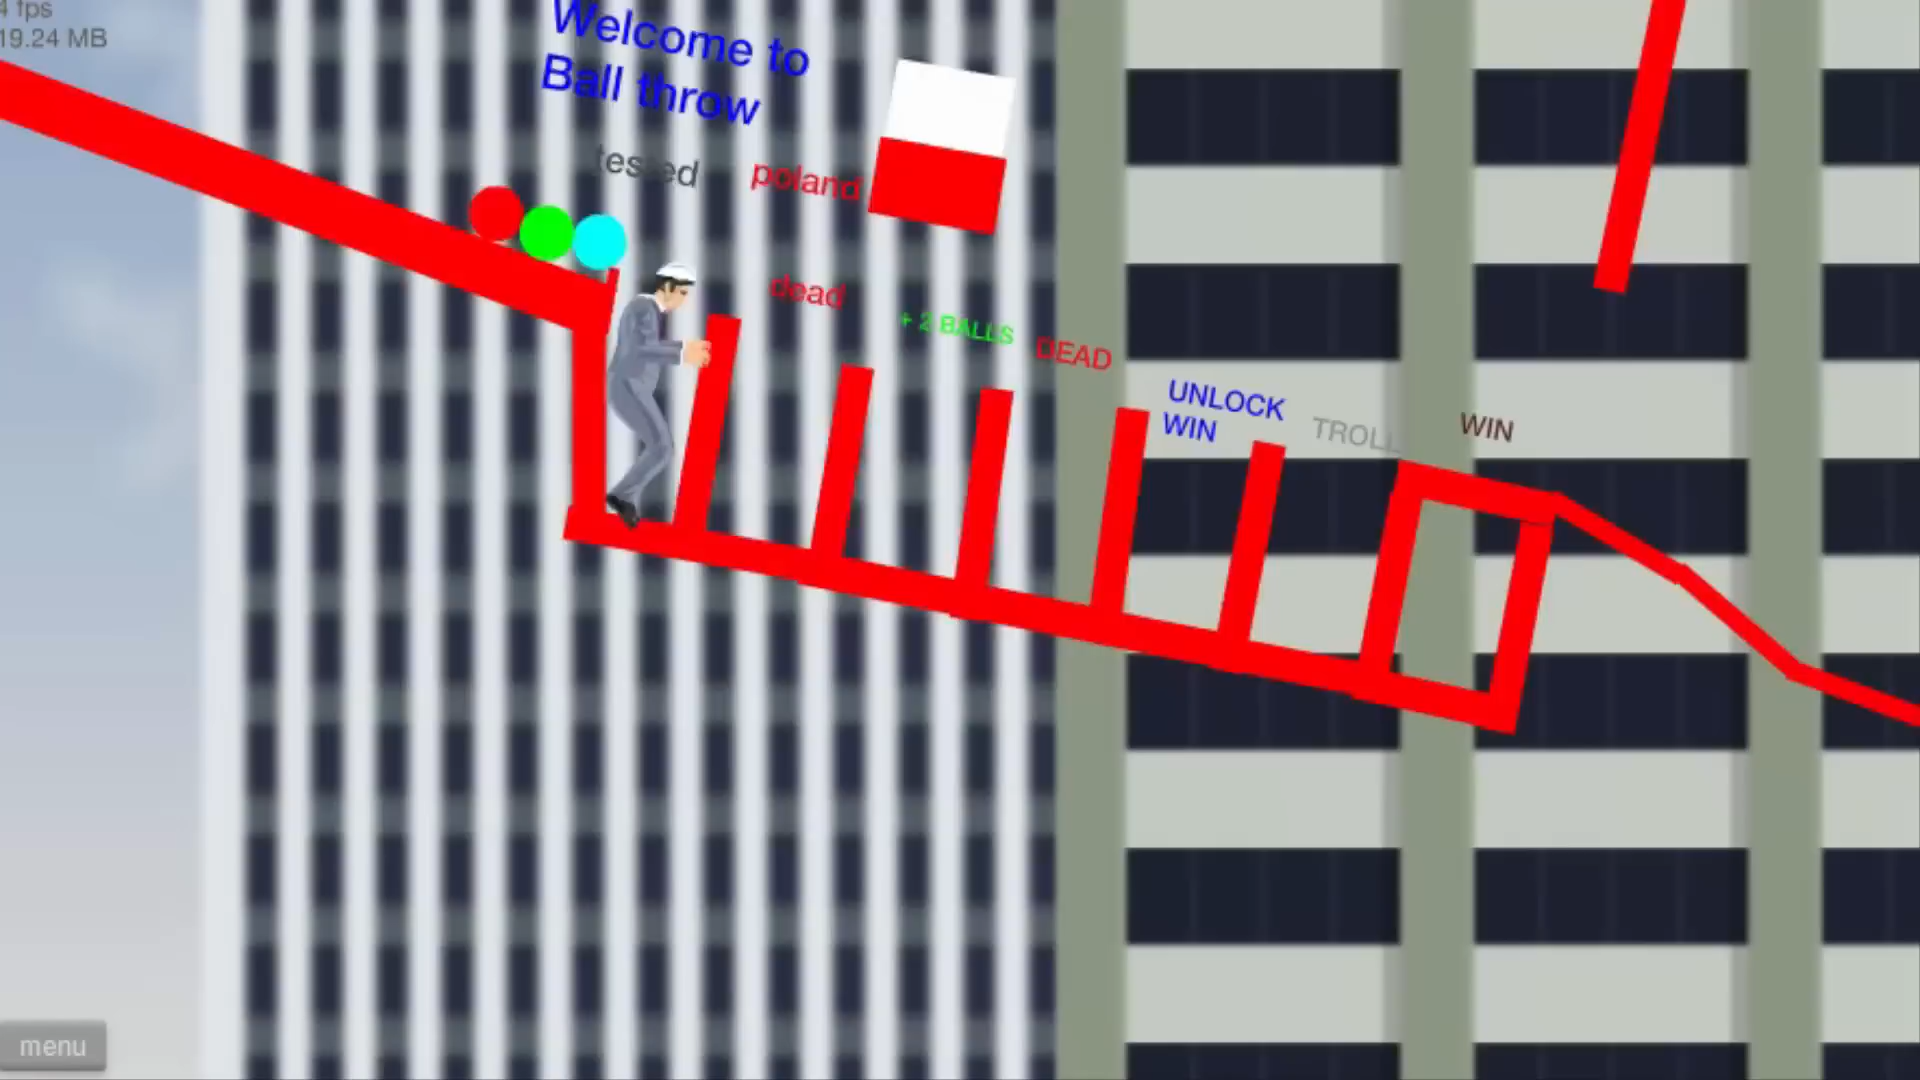 4 fps
19.24 MB
Welcome to
Ball throw
tested
poland
dead
+ 2 BALLS
DEAD
UNLOCK
WIN
TROLL
WIN
menu